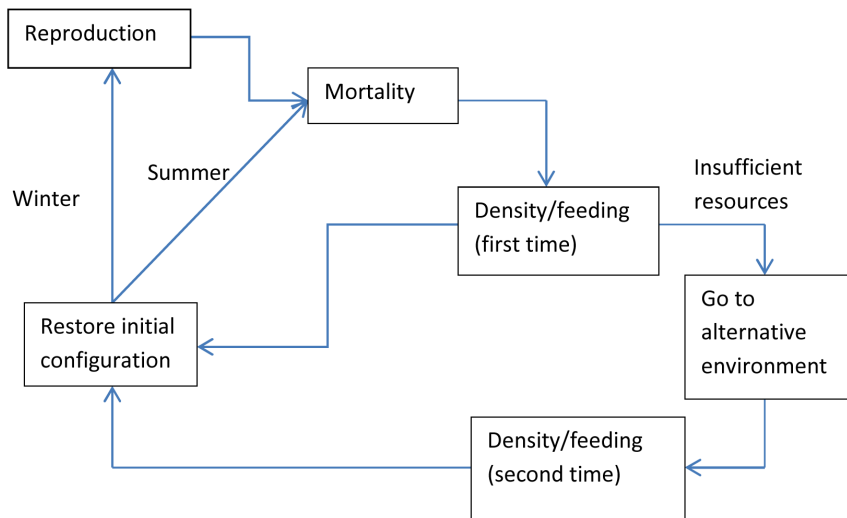 Reproduction
Mortality
Summer
Winter
Insufficient
resources
Density/feeding
(first time)
Go to
alternative
environment
Restore initial
configuration
Density/feeding
(second time)